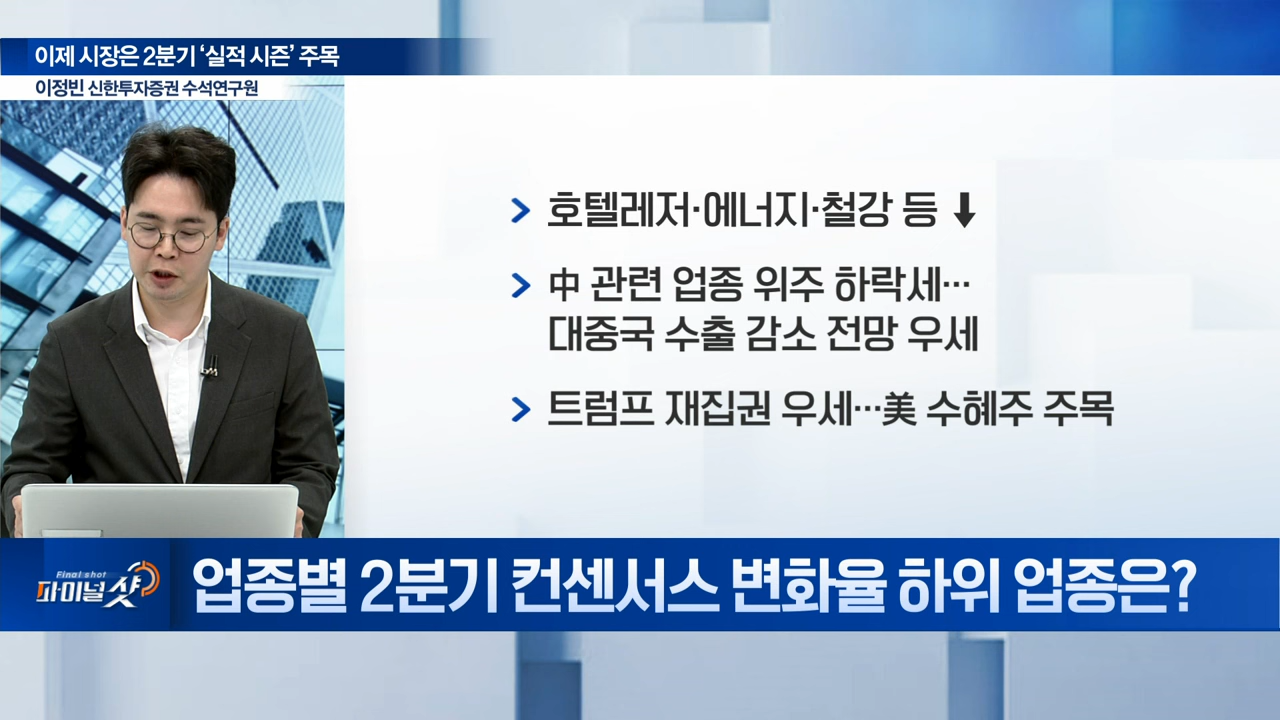 이제 시장은 2분기 ‘실적 시즌’ 주목
이정빈 신한투자증권 수석연구원
호텔레저·에너지·철강 등 ⬇
中 관련 업종 위주 하락세…
대중국 수출 감소 전망 우세
트럼프 재집권 우세…美 수혜주 주목
Final shot
파이널샷
업종별 2분기 컨센서스 변화율 하위 업종은?